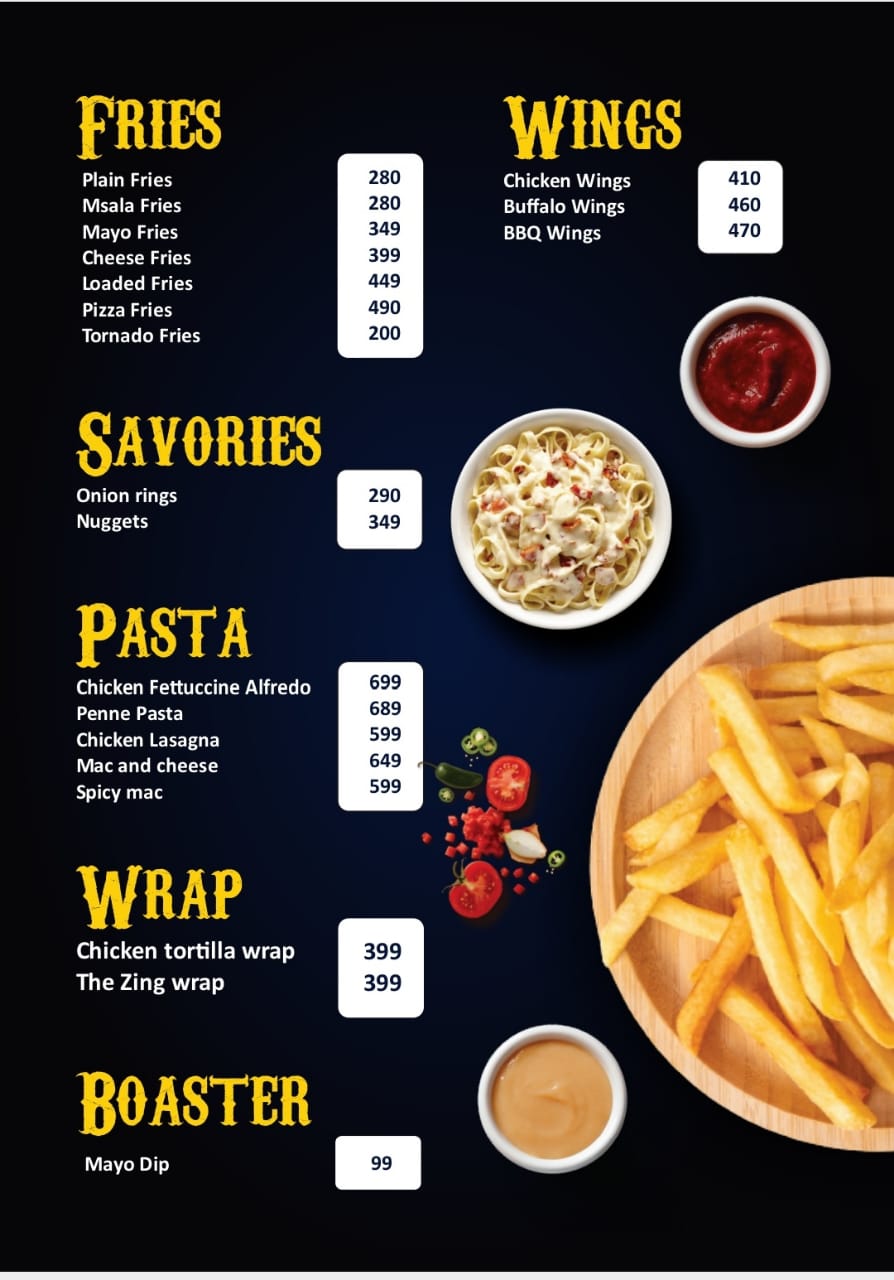 FRIES
Plain Fries 280
Msala Fries 280
Mayo Fries 349
Cheese Fries 399
Loaded Fries 449
Pizza Fries 490
Tornado Fries 200
WINGS
Chicken Wings 410
Buffalo Wings 460
BBQ Wings 470
SAVORIES
Onion rings 290
Nuggets 349
PASTA
Chicken Fettuccine Alfredo 699
Penne Pasta 689
Chicken Lasagna 599
Mac and cheese 649
Spicy mac 599
WRAP
Chicken tortilla wrap 399
The Zing wrap 399
BOASTER
Mayo Dip 99